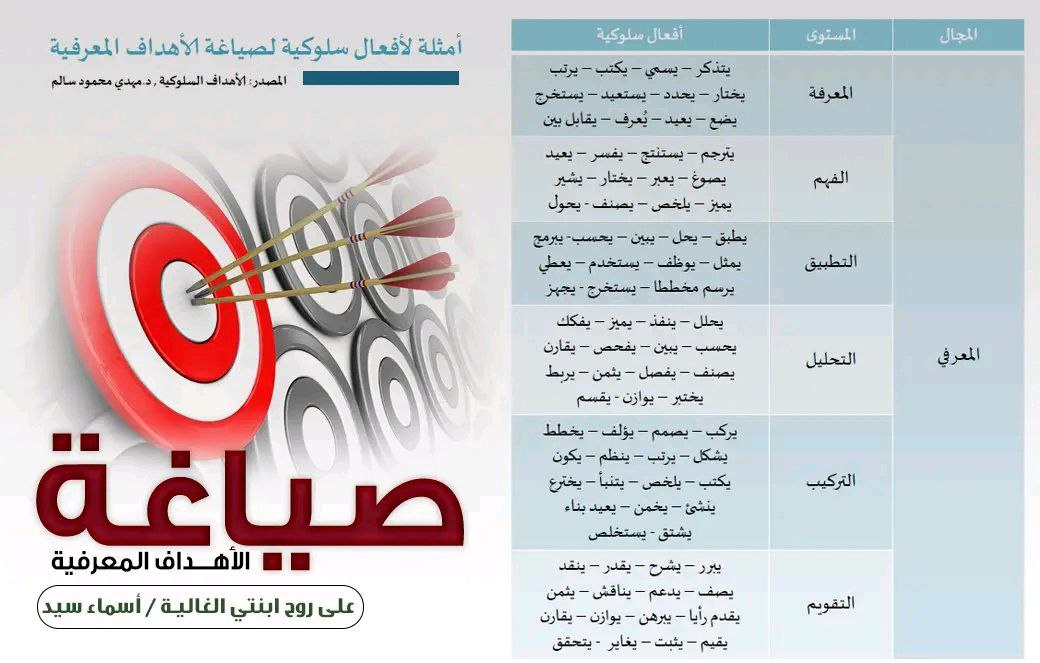 أمثلة لأفعال سلوكية لصياغة الأهداف المعرفية
المصدر: الأهداف السلوكية , د.مهدي محمود سالم
صياغة
الأهـداف المعرفية
على روح ابنتي الغالية / أسماء سيد
المجال
المستوى
أفعال سلوكية
المعرفي
المعرفة
يتذكر – يسمي – يكتب – يرتب
يختار – يحدد – يستعيد – يستخرج
يضع – يعيد – يُعرف – يقابل بين
الفهم
يترجم – يستنتج – يفسر – يعيد
يصوغ – يعبر – يختار – يشير
يميز – يلخص – يصنف - يحول
التطبيق
يطبق – يحل – يبين – يحسب- يبرمج
يمثل – يوظف – يستخدم – يعطي
يرسم مخططا – يستخرج - يجهز
التحليل
يحلل – ينفذ – يميز – يفكك
يحسب – يبين – يفحص – يقارن
يصنف – يفصل – يثمن – يربط
يختبر – يوازن - يقسم
التركيب
يركب – يصمم – يؤلف – يخطط
يشكل – يرتب – ينظم – يكون
يكتب – يلخص – يتنبأ – يخترع
ينشئ – يخمن – يعيد بناء
يشتق - يستخلص
التقويم
يبرر – يشرح – يقدر – ينقد
يصف – يدعم – يناقش – يثمن
يقدم رأيا – يبرهن – يوازن – يقارن
يقيم – يثبت – يغاير - يتحقق